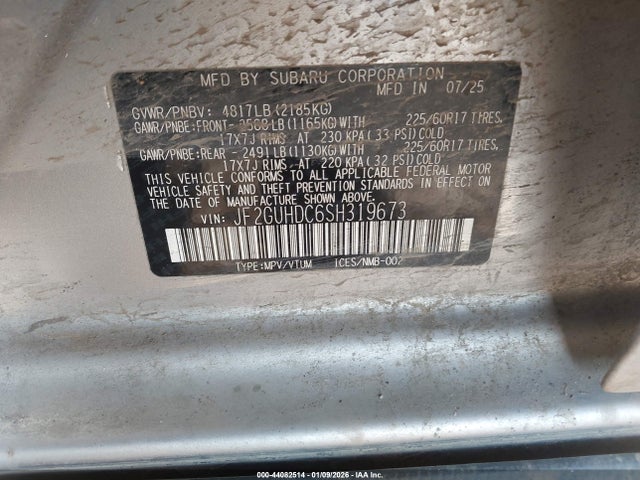 MFD BY SUBARU CORPORATION
MFD IN 07/25
GVWR/PNBV: 4817LB (2185KG)
GAWR/PNBE:FRONT- 2568LB(1165KG)WITH 225/60R17 TIRES,
17X7J RIMS AT 230 KPA (33 PSI)COLD
GAWR/PNBE:REAR - 2491LB(1130KG)WITH 225/60R17 TIRES,
17X7J RIMS AT 220 KPA (32 PSI)COLD
THIS VEHICLE CONFORMS TO ALL APPLICABLE FEDERAL MOTOR
VEHICLE SAFETY AND THEFT PREVENTION STANDARDS IN
EFFECT ON THE DATE OF MANUFACTURE SHOWN ABOVE.
VIN: JF2GUHDC6SH319673
TYPE:MPV/VTUM ICES/NMB-002
000-44082514 | 01/09/2026 | IAA Inc.